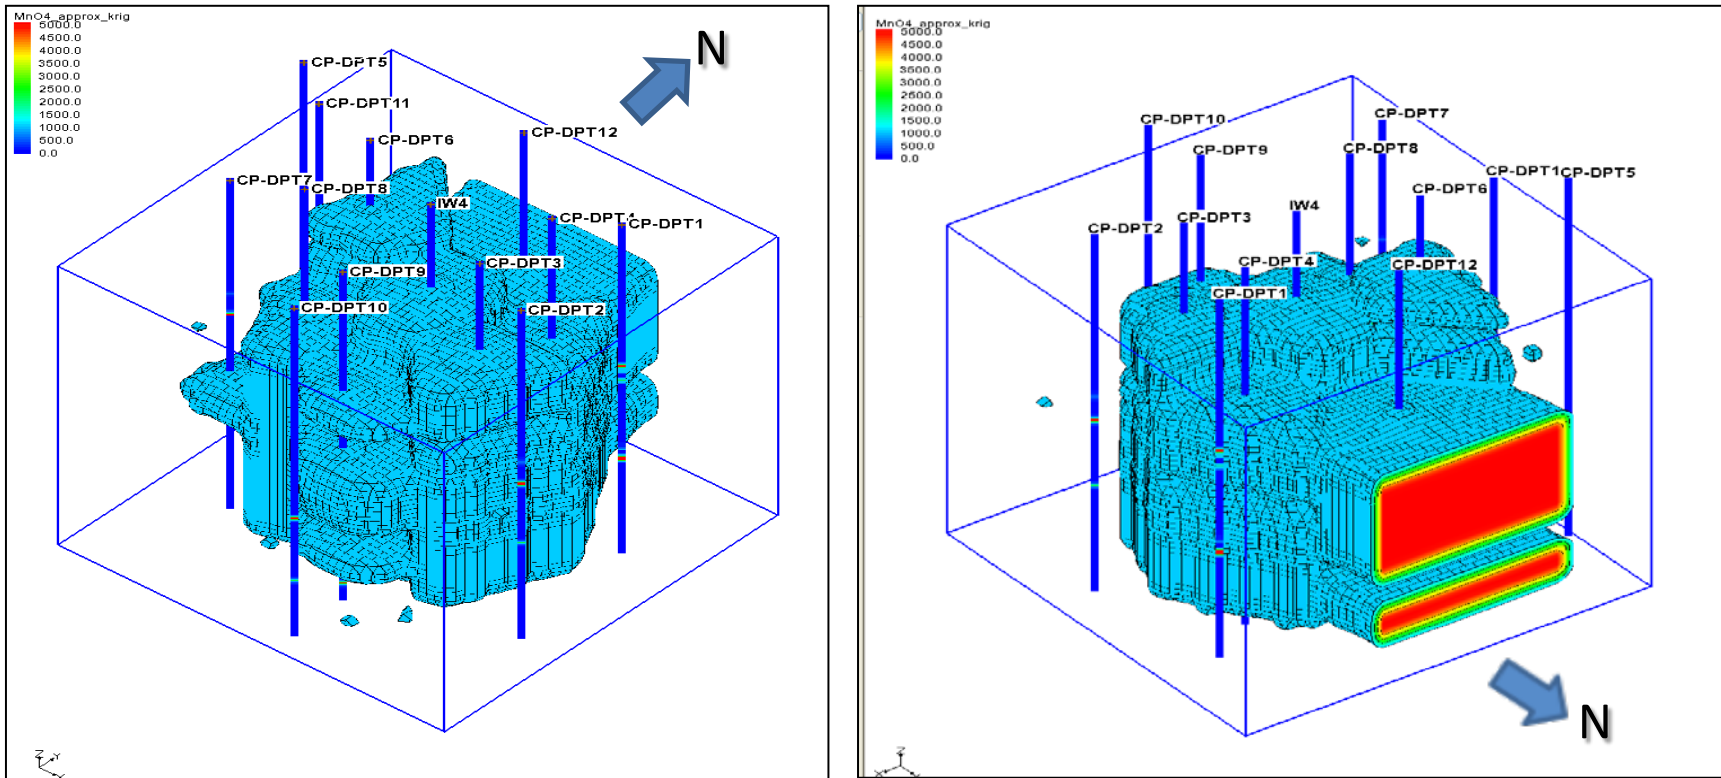 MnO4_approx_krig
5000.0
4500.0
4000.0
3500.0
3000.0
2500.0
2000.0
1500.0
1000.0
500.0
0.0
N
CP-DPT5
CP-DPT11
CP-DPT6
CP-DPT12
CP-DPT7
CP-DPT8
IW4
CP-DPT4
CP-DPT1
CP-DPT9
CP-DPT3
CP-DPT10
CP-DPT2
Z
Y
X
MnO4_approx_krig
5000.0
4500.0
4000.0
3500.0
3000.0
2500.0
2000.0
1500.0
1000.0
500.0
0.0
CP-DPT10
CP-DPT7
CP-DPT9
CP-DPT8
CP-DPT1
CP-DPT5
CP-DPT6
IW4
CP-DPT3
CP-DPT2
CP-DPT4
CP-DPT12
CP-DPT1
N
Z
X